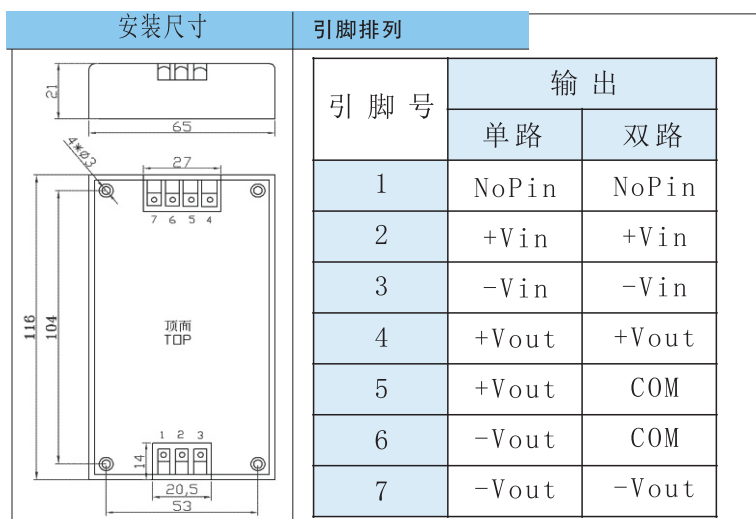 安装尺寸
引脚排列
21
65
4*ø3
27
7 6 5 4
116
104
顶面
TOP
1 2 3
14
20,5
53
引脚号 输出
单路 双路
1 NoPin NoPin
2 +Vin +Vin
3 -Vin -Vin
4 +Vout +Vout
5 +Vout COM
6 -Vout COM
7 -Vout -Vout